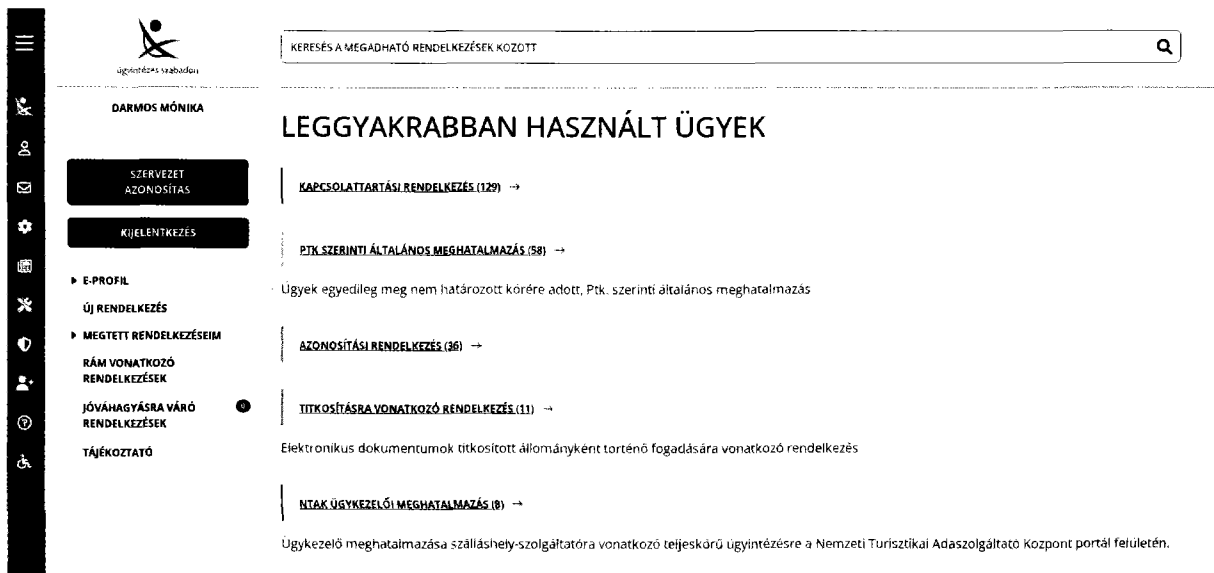 ügyintézés szabadon
KERESÉS A MEGADHATÓ RENDELKEZÉSEK KÖZÖTT
DARMOS MÓNIKA
SZERVEZET
AZONOSÍTÁS
KIJELENTKEZÉS
E-PROFIL
ÚJ RENDELKEZÉS
MEGTETT RENDELKEZÉSEIM
RÁM VONATKOZÓ
RENDELKEZÉSEK
JÓVÁHAGYÁSRA VÁRÓ 0
RENDELKEZÉSEK
TÁJÉKOZTATÓ
LEGGYAKRABBAN HASZNÁLT ÜGYEK
KAPCSOLATTARTÁSI RENDELKEZÉS (129) →
PTK SZERINTI ÁLTALÁNOS MEGHATALMAZÁS (58) →
Ügyek egyedileg meg nem határozott körére adott, Ptk. szerinti általános meghatalmazás
AZONOSÍTÁSI RENDELKEZÉS (36) →
TITKOSÍTÁSRA VONATKOZÓ RENDELKEZÉS (11) →
Elektronikus dokumentumok titkosított állományként történő fogadására vonatkozó rendelkezés
NTAK ÜGYKEZELŐI MEGHATALMAZÁS (8) →
Ügykezelő meghatalmazása szálláshely-szolgáltatóra vonatkozó teljeskörű ügyintézésre a Nemzeti Turisztikai Adaszolgáltató Központ portál felületén.